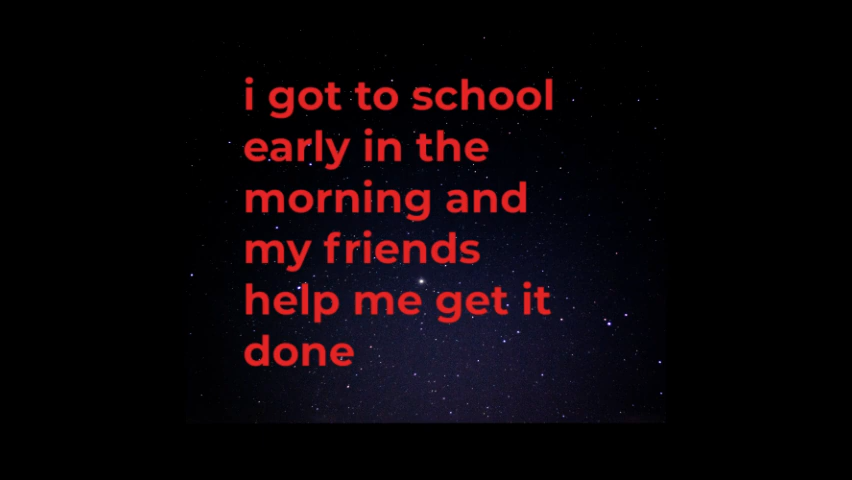 i got to school
early in the
morning and
my friends
help me get it
done